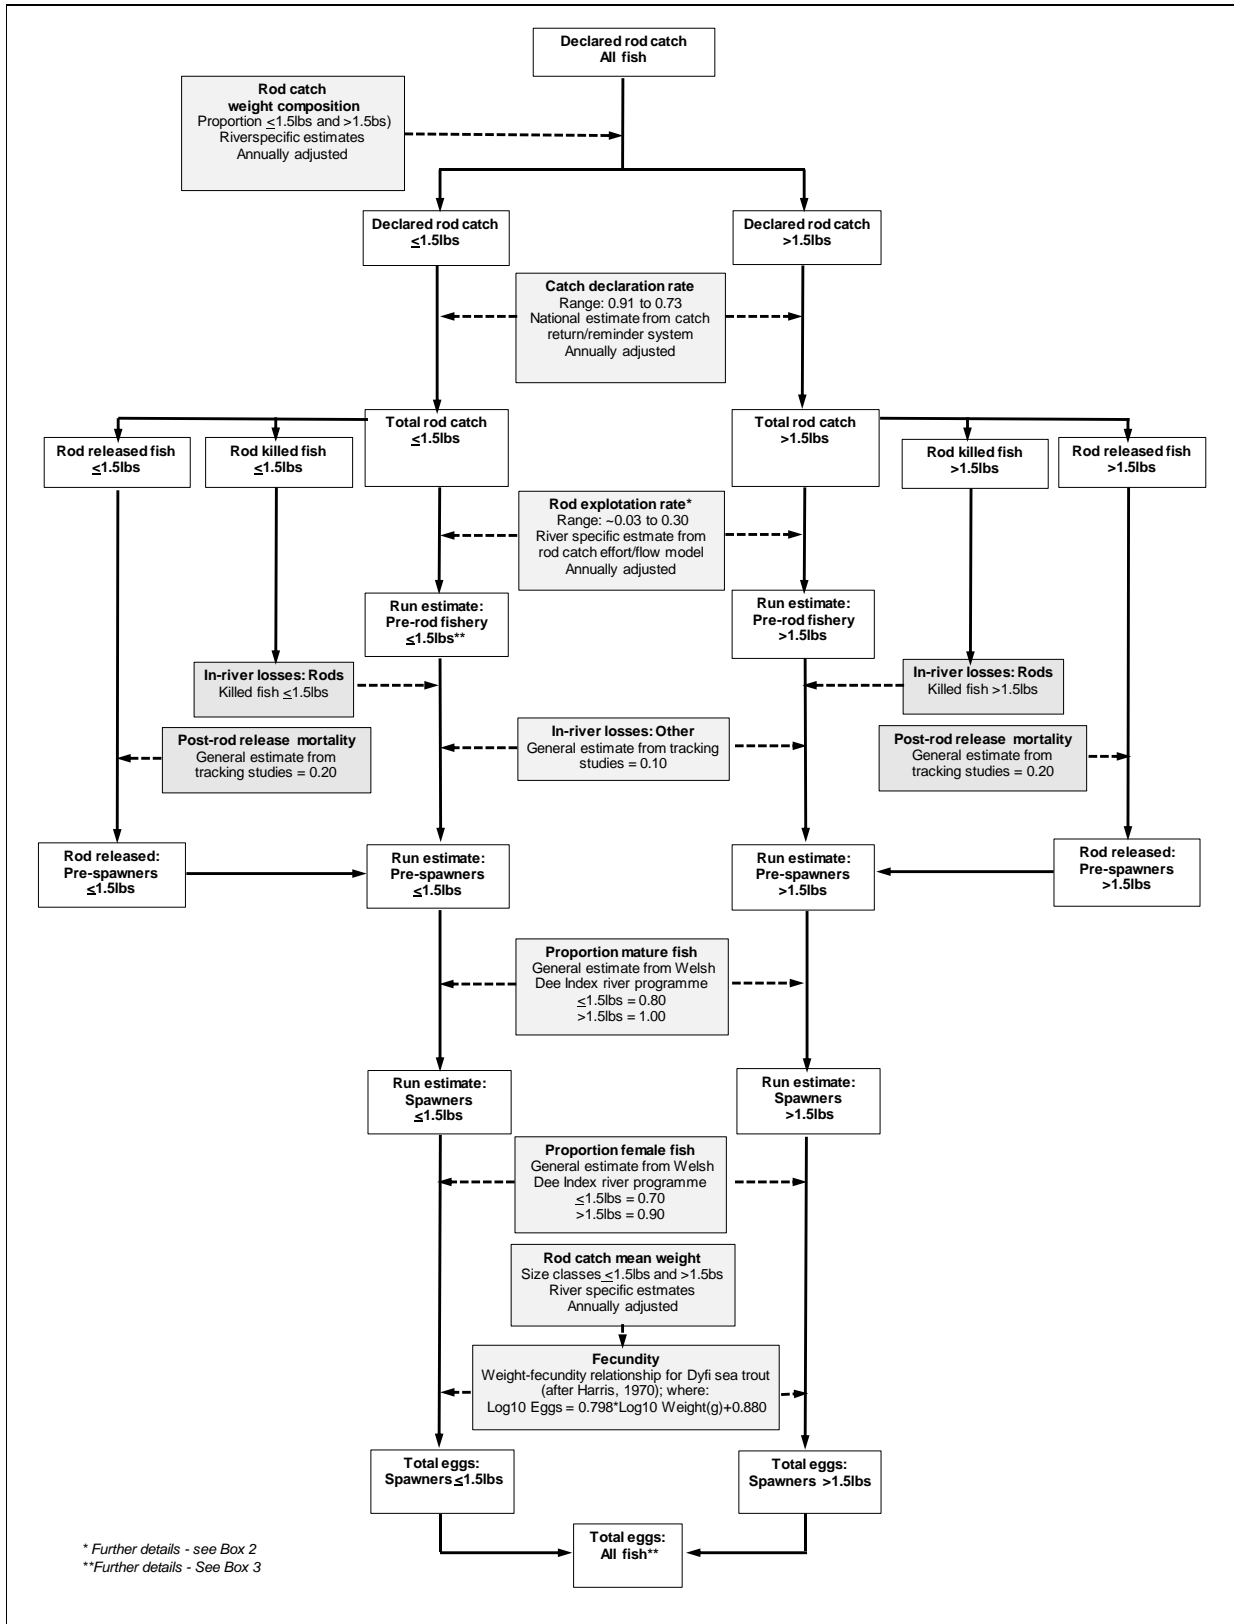 Declared rod catch
All fish
Rod catch
weight composition
Proportion ≤1.5lbs and >1.5bs)
Riverspecific estimates
Annually adjusted
Declared rod catch
≤1.5lbs
Declared rod catch
>1.5lbs
Catch declaration rate
Range: 0.91 to 0.73
National estimate from catch
return/reminder system
Annually adjusted
Total rod catch
≤1.5lbs
Total rod catch
>1.5lbs
Rod released fish
≤1.5lbs
Rod killed fish
≤1.5lbs
Rod killed fish
>1.5lbs
Rod released fish
>1.5lbs
Rod explotation rate*
Range: ~0.03 to 0.30
River specific estmate from
rod catch effort/flow model
Annually adjusted
Run estimate:
Pre-rod fishery
≤1.5lbs**
Run estimate:
Pre-rod fishery
>1.5lbs
In-river losses: Rods
Killed fish ≤1.5lbs
In-river losses: Rods
Killed fish >1.5lbs
Post-rod release mortality
General estimate from
tracking studies = 0.20
In-river losses: Other
General estimate from tracking
studies = 0.10
Post-rod release mortality
General estimate from
tracking studies = 0.20
Rod released:
Pre-spawners
≤1.5lbs
Run estimate:
Pre-spawners
≤1.5lbs
Run estimate:
Pre-spawners
>1.5lbs
Rod released:
Pre-spawners
>1.5lbs
Proportion mature fish
General estimate from Welsh
Dee Index river programme
≤1.5lbs = 0.80
>1.5lbs = 1.00
Run estimate:
Spawners
≤1.5lbs
Run estimate:
Spawners
>1.5lbs
Proportion female fish
General estimate from Welsh
Dee Index river programme
≤1.5lbs = 0.70
>1.5lbs = 0.90
Rod catch mean weight
Size classes ≤1.5lbs and >1.5bs
River specific estmates
Annually adjusted
Fecundity
Weight-fecundity relationship for Dyfi sea trout
(after Harris, 1970); where:
Log10 Eggs = 0.798*Log10 Weight(g)+0.880
Total eggs:
Spawners ≤1.5lbs
Total eggs:
Spawners >1.5lbs
Total eggs:
All fish**
* Further details - see Box 2
**Further details - See Box 3